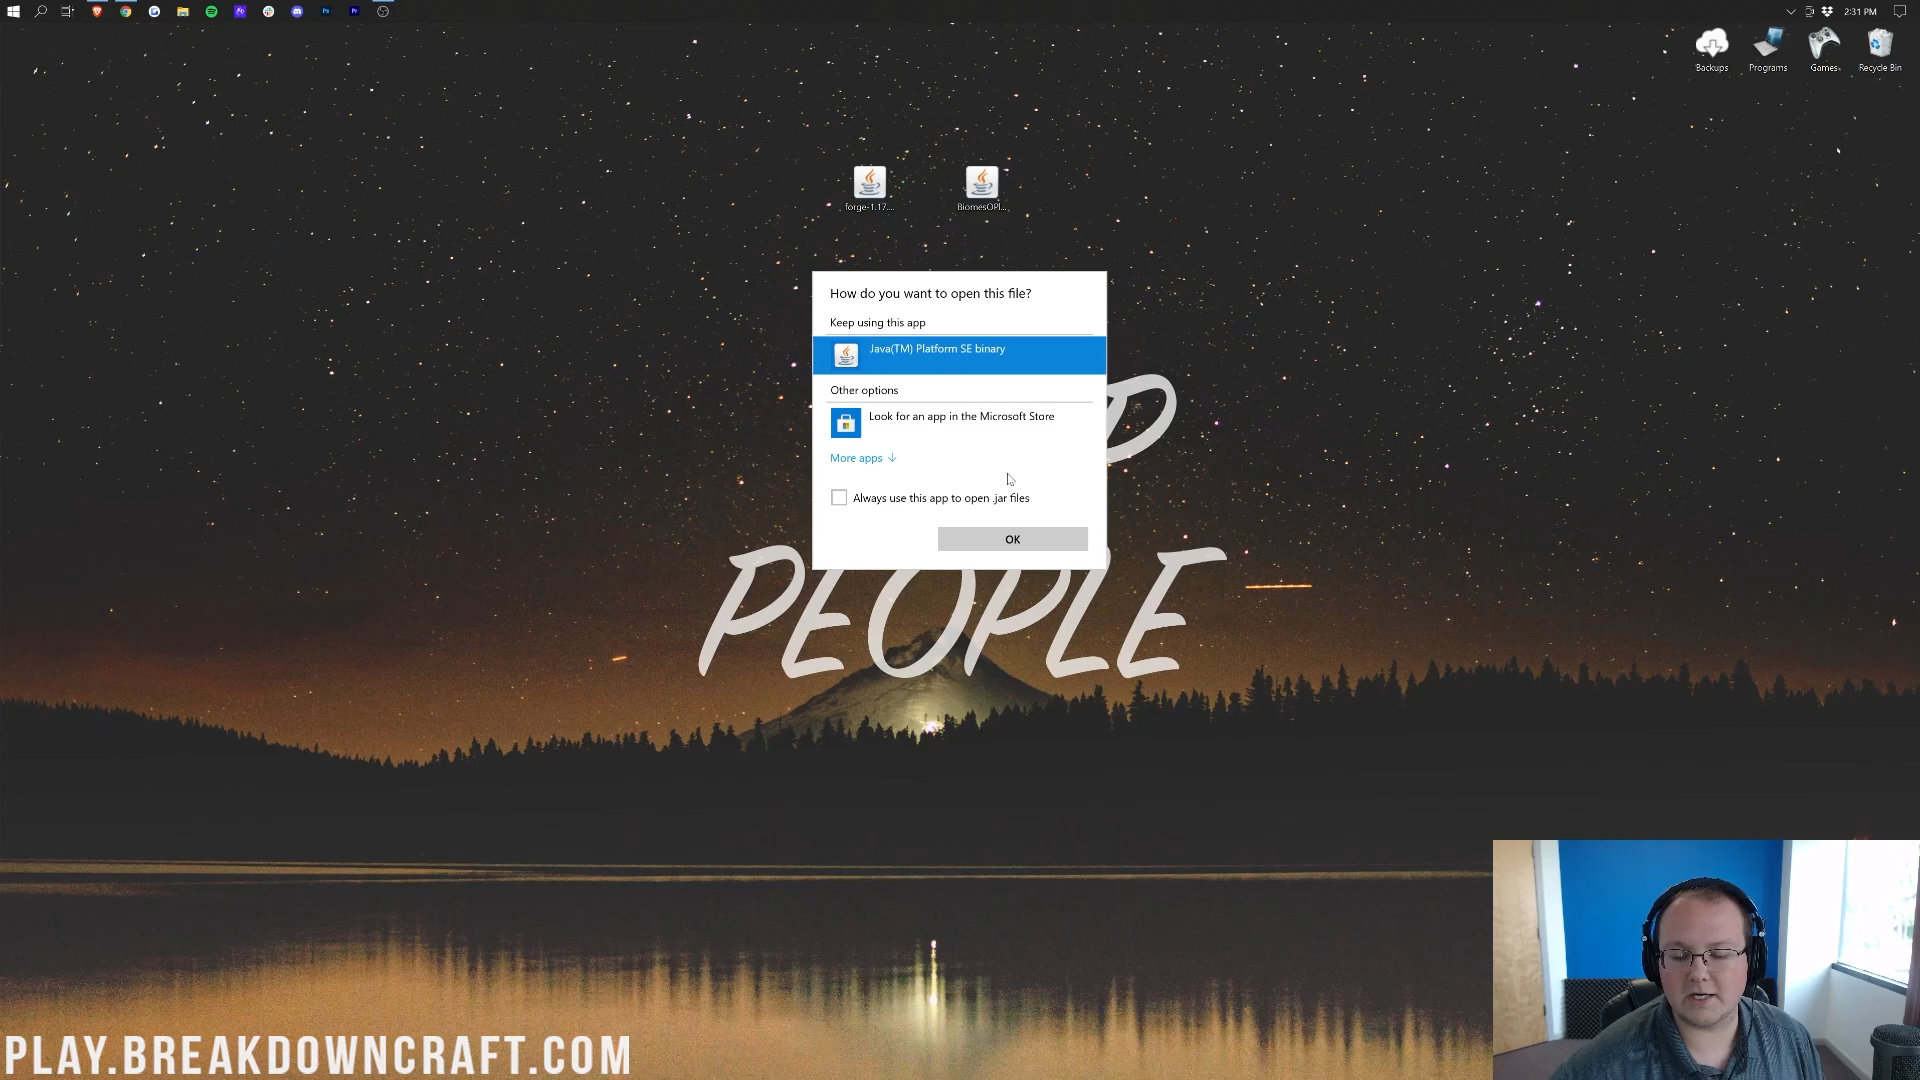 2:31 PM
Backups
Programs
Games
Recycle Bin
forge-1.17....
BiomesOPl...
How do you want to open this file?
Keep using this app
Java(TM) Platform SE binary
Other options
Look for an app in the Microsoft Store
More apps ↓
Always use this app to open .jar files
OK
PEOPLE
PLAY.BREAKDOWNCRAFT.COM